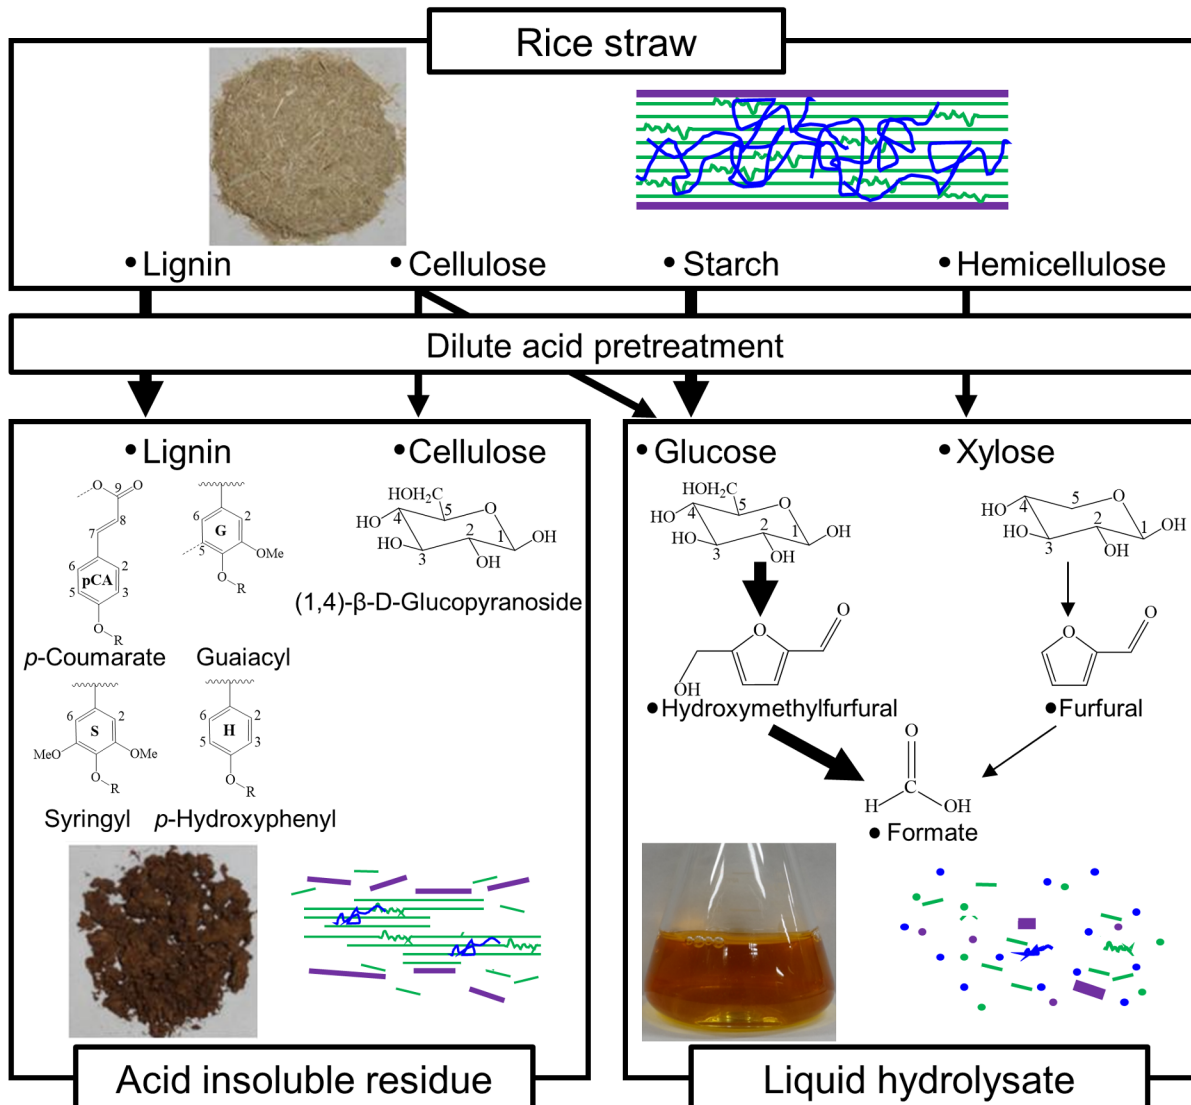 Rice straw
• Lignin
• Cellulose
• Starch
• Hemicellulose
Dilute acid pretreatment
• Lignin
• Cellulose
• Glucose
• Xylose
O
9
O
8
7
6
2
pCA
5
3
O
R
p-Coumarate
6
2
G
5
OMe
O
R
Guaiacyl
6
2
S
MeO
OMe
O
R
Syringyl
6
2
H
5
3
O
R
p-Hydroxyphenyl
HOH₂C
O
4
5
HO
2
1
OH
HO
3
OH
(1,4)-β-D-Glucopyranoside
HOH₂C
O
4
5
HO
2
1
OH
HO
3
OH
5
O
HO
4
2
1
OH
HO
3
OH
O
O
OH
• Hydroxymethylfurfural
O
O
• Furfural
O
C
H
OH
• Formate
Acid insoluble residue
Liquid hydrolysate